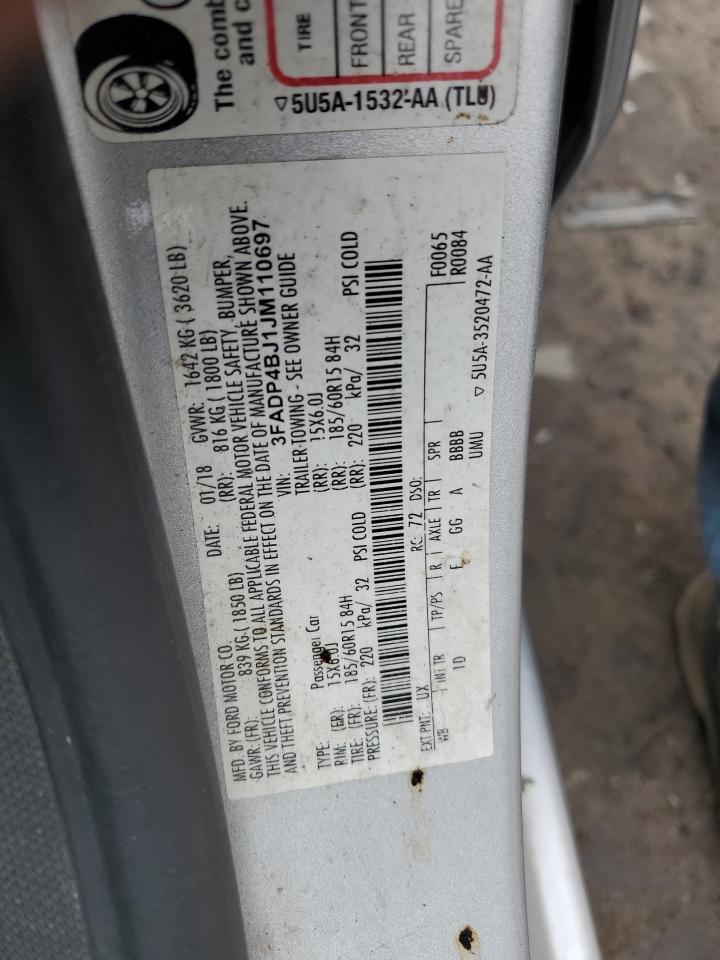 The comb
and c
TIRE
FRONT
REAR
SPARE
▽ 5U5A-1532-AA (TLU)
MFD. BY FORD MOTOR CO. DATE: 01/18 GVWR: 1642 KG ( 3620 LB)
GAWR: (FR): 839 KG ( 1850 LB) (RR): 816 KG ( 1800 LB)
THIS VEHICLE CONFORMS TO ALL APPLICABLE FEDERAL MOTOR VEHICLE SAFETY, BUMPER,
AND THEFT PREVENTION STANDARDS IN EFFECT ON THE DATE OF MANUFACTURE SHOWN ABOVE.
VIN: 3FADP4BJ1JM110697
TYPE: Passenger Car TRAILER TOWING - SEE OWNER GUIDE
RIM: (FR): 15X6.0J (RR): 15X6.0J
TIRE: (FR): 185/60R15 84H (RR): 185/60R15 84H
PRESSURE: (FR): 220 kPa/ 32 PSI COLD (RR): 220 kPa/ 32 PSI COLD
F0065
R0084
EXT PNT: UX RC: 72 DSO:
WB INT TR TP/PS R AXLE TR SPR
1D E GG A BBBB
UMU
▽ 5U5A-3520472-AA